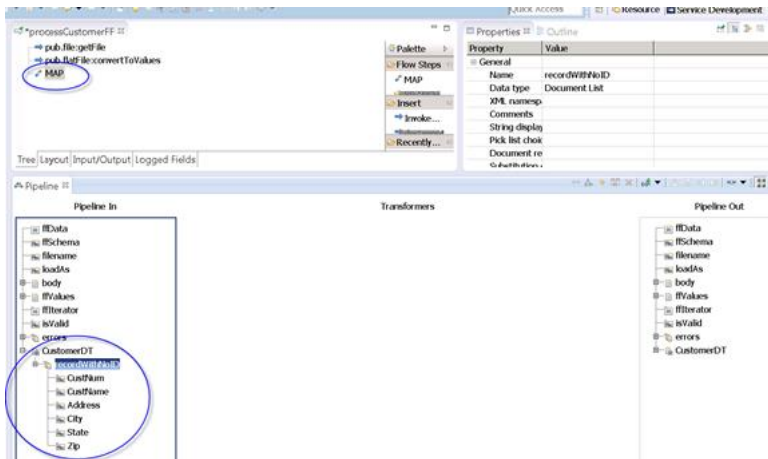 Quick Access
Resource
Service Development
*processCustomerFF
pub.file:getFile
pub.flatFile:convertToValues
MAP
Palette
Flow Steps
MAP
Insert
Invoke...
Recently...
Tree Layout Input/Output Logged Fields
Properties
Outline
Property Value
General
Name recordWithNoID
Data type Document List
XML namesp
Comments
String display
Pick list choic
Document re
Pipeline
Pipeline In Transformers Pipeline Out
ffData
ffSchema
filename
loadAs
body
ffValues
ffIterator
isValid
errors
CustomerDT
recordWithNoID
CustNum
CustName
Address
City
State
Zip
ffData
ffSchema
filename
loadAs
body
ffValues
ffIterator
isValid
errors
CustomerDT